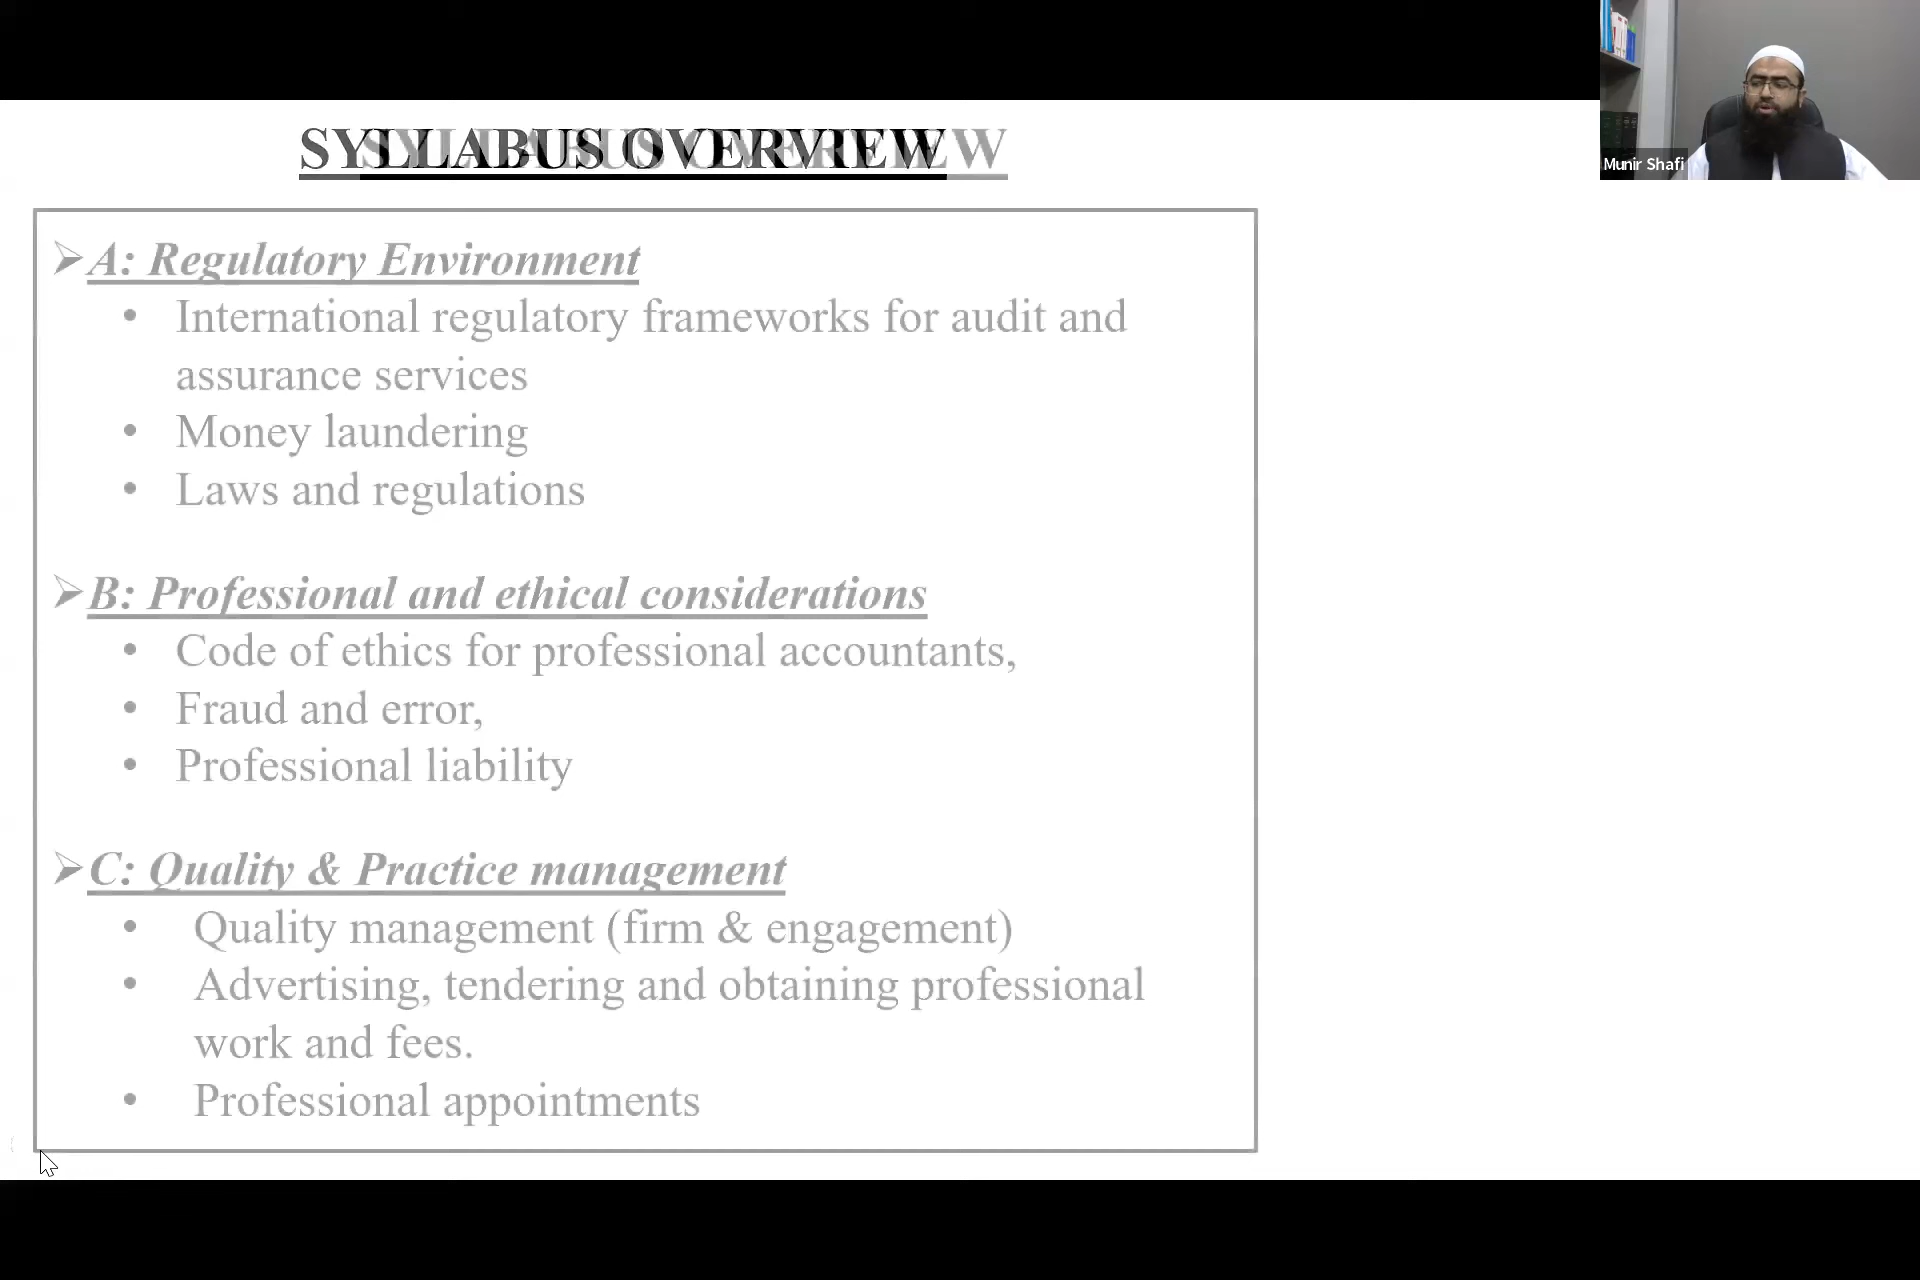 SYLLABUS OVERVIEW
Munir Shafi
➢A: Regulatory Environment
• International regulatory frameworks for audit and
assurance services
• Money laundering
• Laws and regulations
➢B: Professional and ethical considerations
• Code of ethics for professional accountants,
• Fraud and error,
• Professional liability
➢C: Quality & Practice management
• Quality management (firm & engagement)
• Advertising, tendering and obtaining professional
work and fees.
• Professional appointments